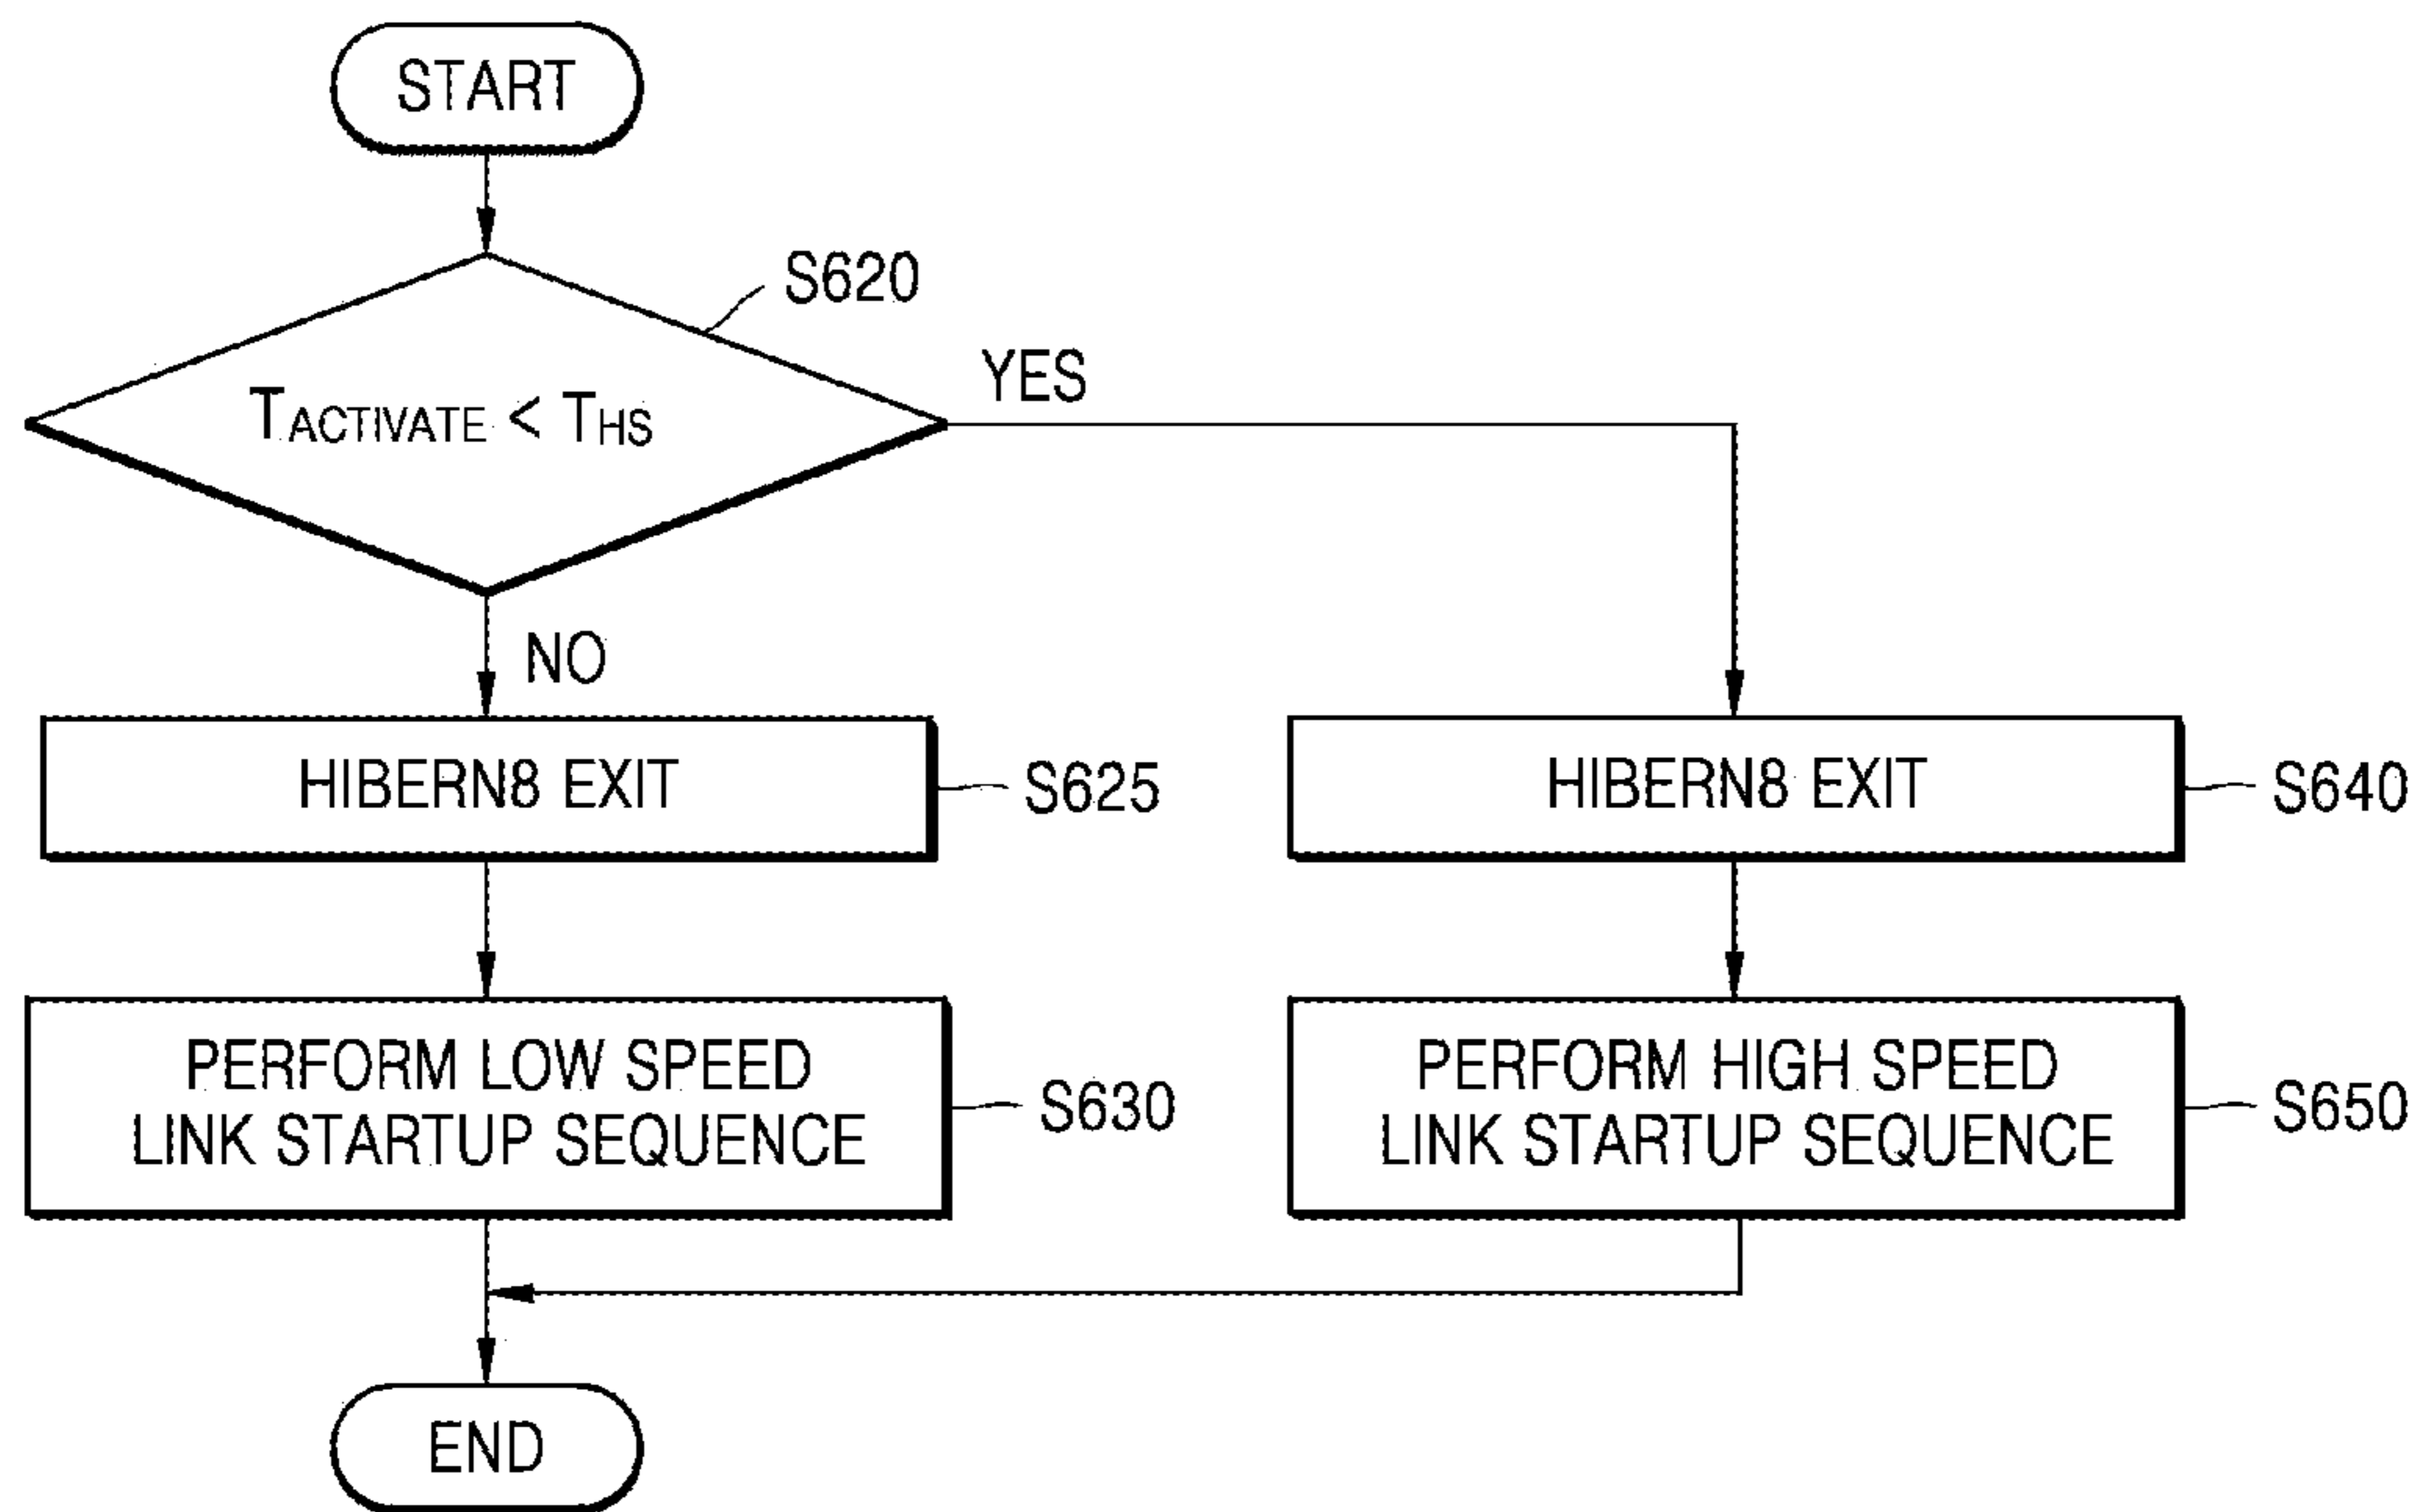 START
S620
YES
TACTIVATE < THS
NO
HIBERN8 EXIT
S625
HIBERN8 EXIT
S640
PERFORM LOW SPEED
LINK STARTUP SEQUENCE
S630
PERFORM HIGH SPEED
LINK STARTUP SEQUENCE
S650
END